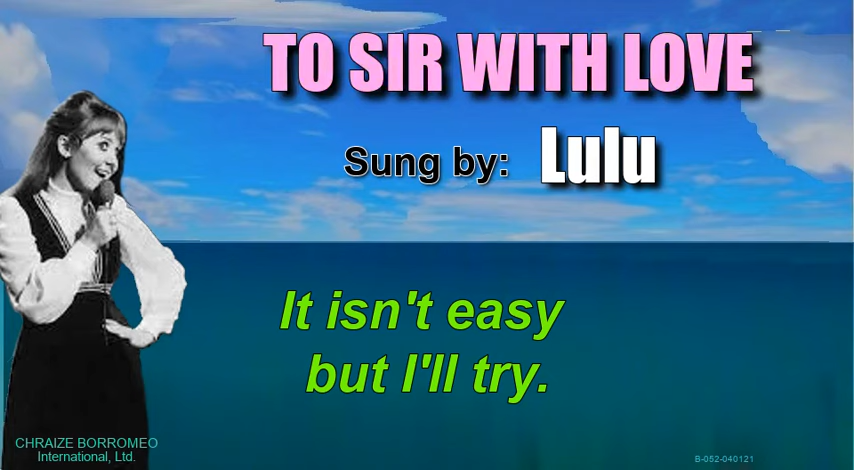 TO SIR WITH LOVE
Sung by: Lulu
It isn't easy
but I'll try.
CHRAIZE BORROMEO
International, Ltd.
B-052-040121